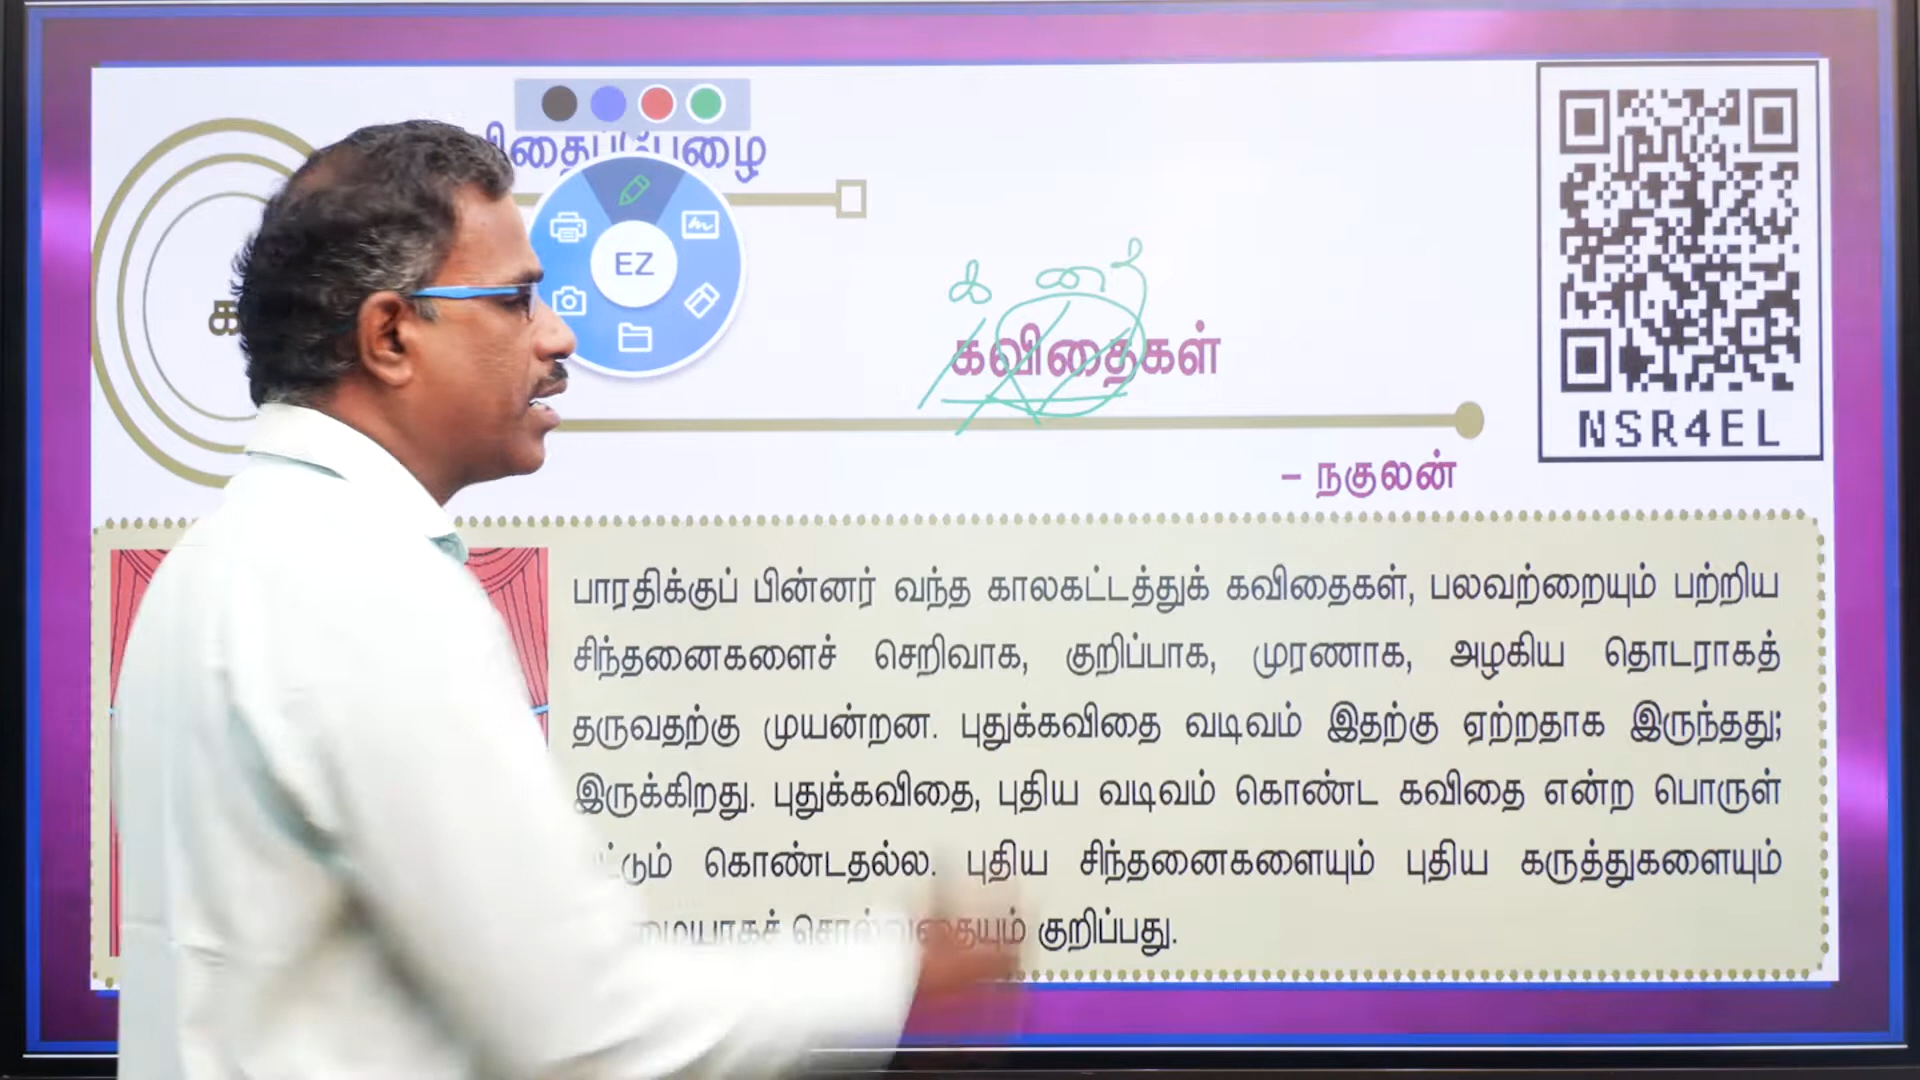 EZ
கவிதைகள்
NSR4EL
– நகுலன்
பாரதிக்குப் பின்னர் வந்த காலகட்டத்துக் கவிதைகள், பலவற்றையும் பற்றிய
சிந்தனைகளைச் செறிவாக, குறிப்பாக, முரணாக, அழகிய தொடராகத்
தருவதற்கு முயன்றன. புதுக்கவிதை வடிவம் இதற்கு ஏற்றதாக இருந்தது;
இருக்கிறது. புதுக்கவிதை, புதிய வடிவம் கொண்ட கவிதை என்ற பொருள்
கொண்டதல்ல. புதிய சிந்தனைகளையும் புதிய கருத்துகளையும்
குறிப்பது.